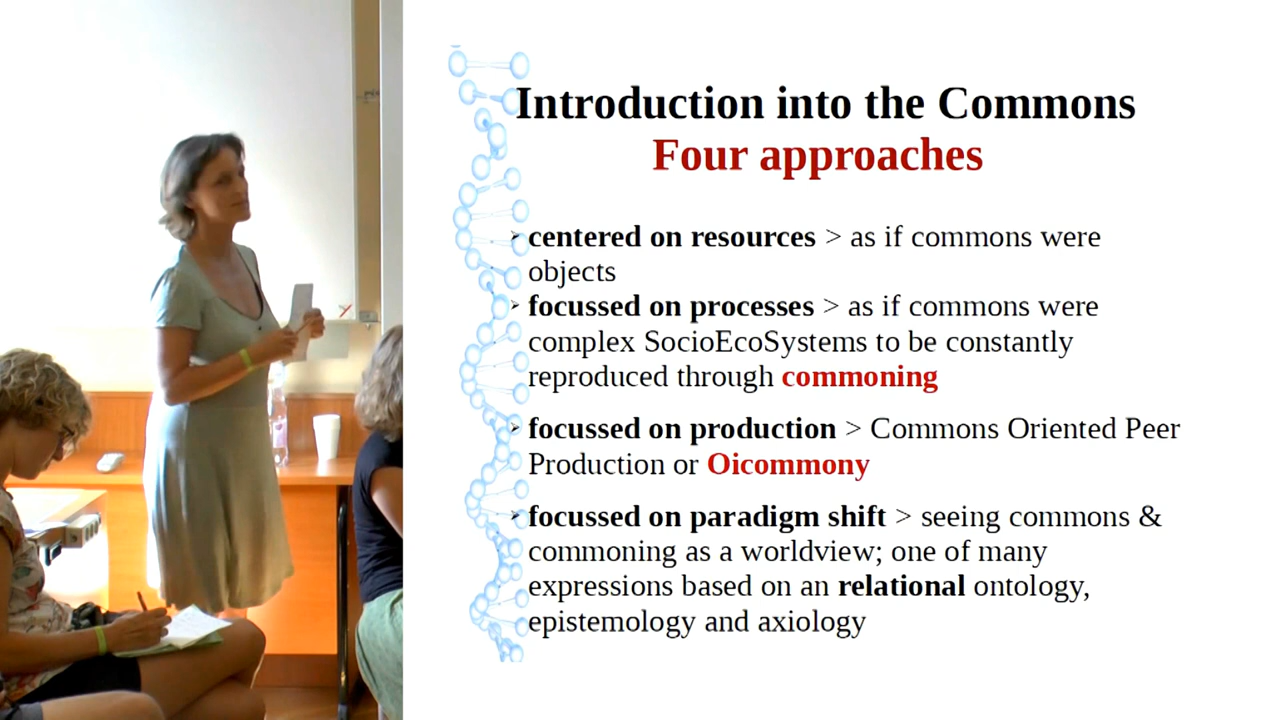 Introduction into the Commons
Four approaches
centered on resources > as if commons were
objects
focussed on processes > as if commons were
complex SocioEcoSystems to be constantly
reproduced through commoning
focussed on production > Commons Oriented Peer
Production or Oicommony
focussed on paradigm shift > seeing commons &
commoning as a worldview; one of many
expressions based on an relational ontology,
epistemology and axiology